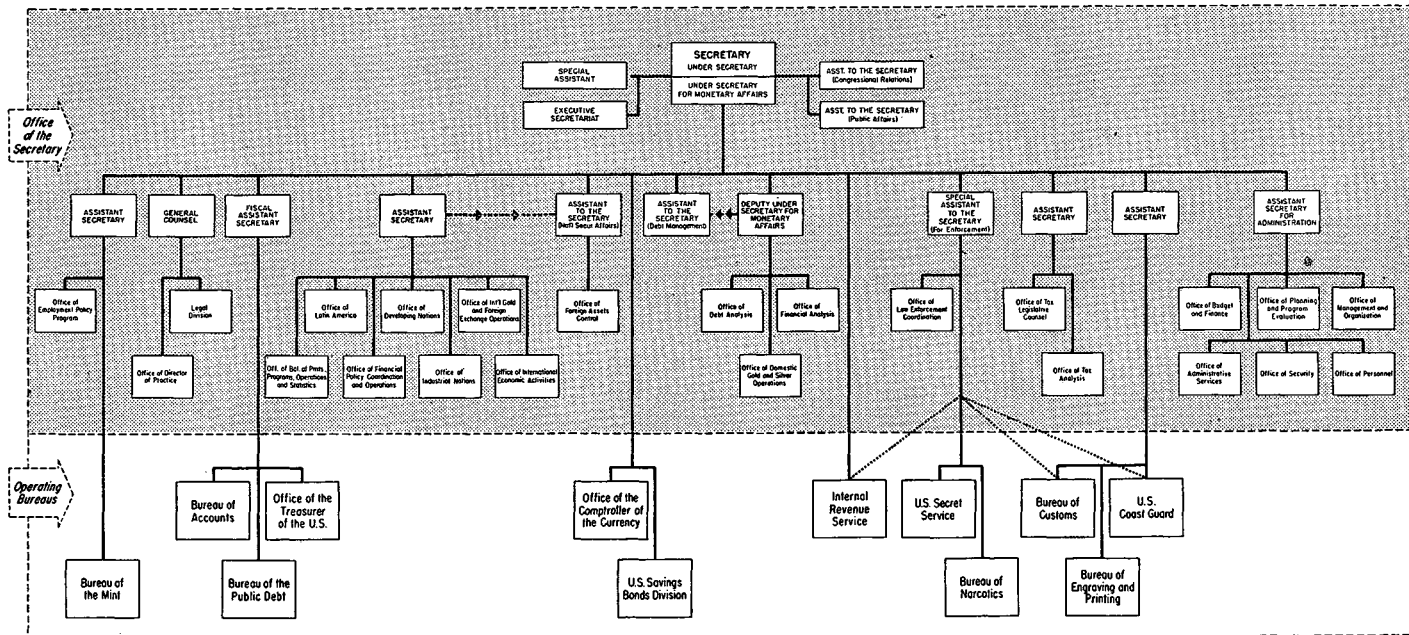 SECRETARY
UNDER SECRETARY
UNDER SECRETARY
FOR MONETARY AFFAIRS
SPECIAL
ASSISTANT
EXECUTIVE
SECRETARIAT
ASST. TO THE SECRETARY
(Congressional Relations)
ASST. TO THE SECRETARY
(Public Affairs)
Office
of the
Secretary
ASSISTANT
SECRETARY
GENERAL
COUNSEL
FISCAL
ASSISTANT
SECRETARY
ASSISTANT
SECRETARY
ASSISTANT
TO THE
SECRETARY
(Nat'l Secur. Affairs)
ASSISTANT
TO THE
SECRETARY
(Debt Management)
DEPUTY UNDER
SECRETARY FOR
MONETARY
AFFAIRS
SPECIAL
ASSISTANT
TO THE
SECRETARY
(For Enforcement)
ASSISTANT
SECRETARY
ASSISTANT
SECRETARY
ASSISTANT
SECRETARY
FOR
ADMINISTRATION
Office of
Employment Policy
Program
Legal
Division
Office of Director
of Practice
Office of
Latin America
Office of
Developing Nations
Office of Int'l Gold
and Foreign
Exchange Operations
Off. of Bal. of Pmts.
Programs, Operations
and Statistics
Office of Financial
Policy Coordination
and Operations
Office of
Industrial Nations
Office of International
Economic Activities
Office of
Foreign Assets
Control
Office of
Debt Analysis
Office of
Financial Analysis
Office of Domestic
Gold and Silver
Operations
Office of
Law Enforcement
Coordination
Office of Tax
Legislative
Counsel
Office of Tax
Analysis
Office of Budget
and Finance
Office of Planning
and Program
Evaluation
Office of
Management and
Organization
Office of
Administrative
Services
Office of Security
Office of Personnel
Operating
Bureaus
Bureau of
Accounts
Office of the
Treasurer
of the U.S.
Office of the
Comptroller of
the Currency
Internal
Revenue
Service
U.S. Secret
Service
Bureau of
Customs
U.S.
Coast Guard
Bureau of
the Mint
Bureau of the
Public Debt
U.S. Savings
Bonds Division
Bureau of
Narcotics
Bureau of
Engraving and
Printing